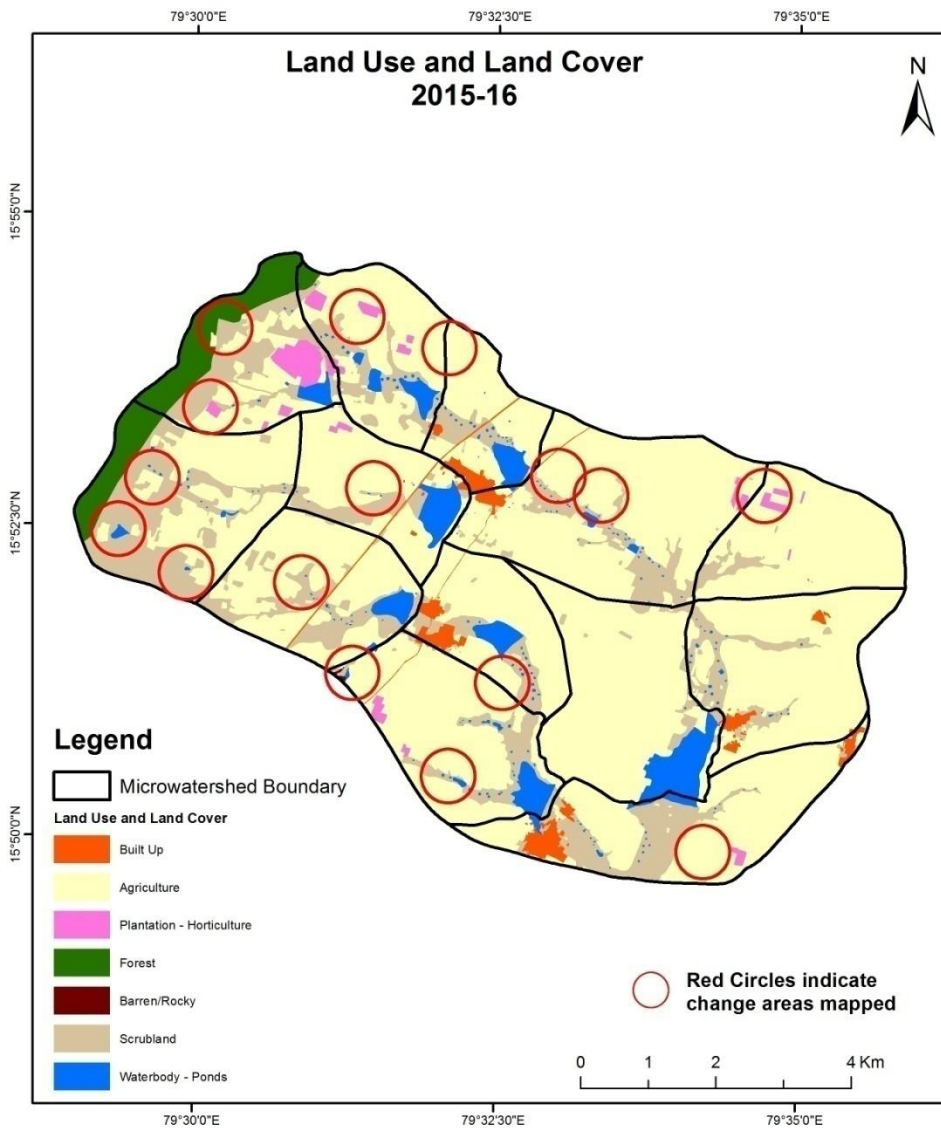 79°30'0"E 79°32'30"E 79°35'0"E
Land Use and Land Cover
2015-16
N
15°55'0"N
15°52'30"N
15°50'0"N
Legend
Microwatershed Boundary
Land Use and Land Cover
Built Up
Agriculture
Plantation - Horticulture
Forest
Barren/Rocky
Scrubland
Waterbody - Ponds
Red Circles indicate
change areas mapped
0 1 2 4 Km
79°30'0"E 79°32'30"E 79°35'0"E